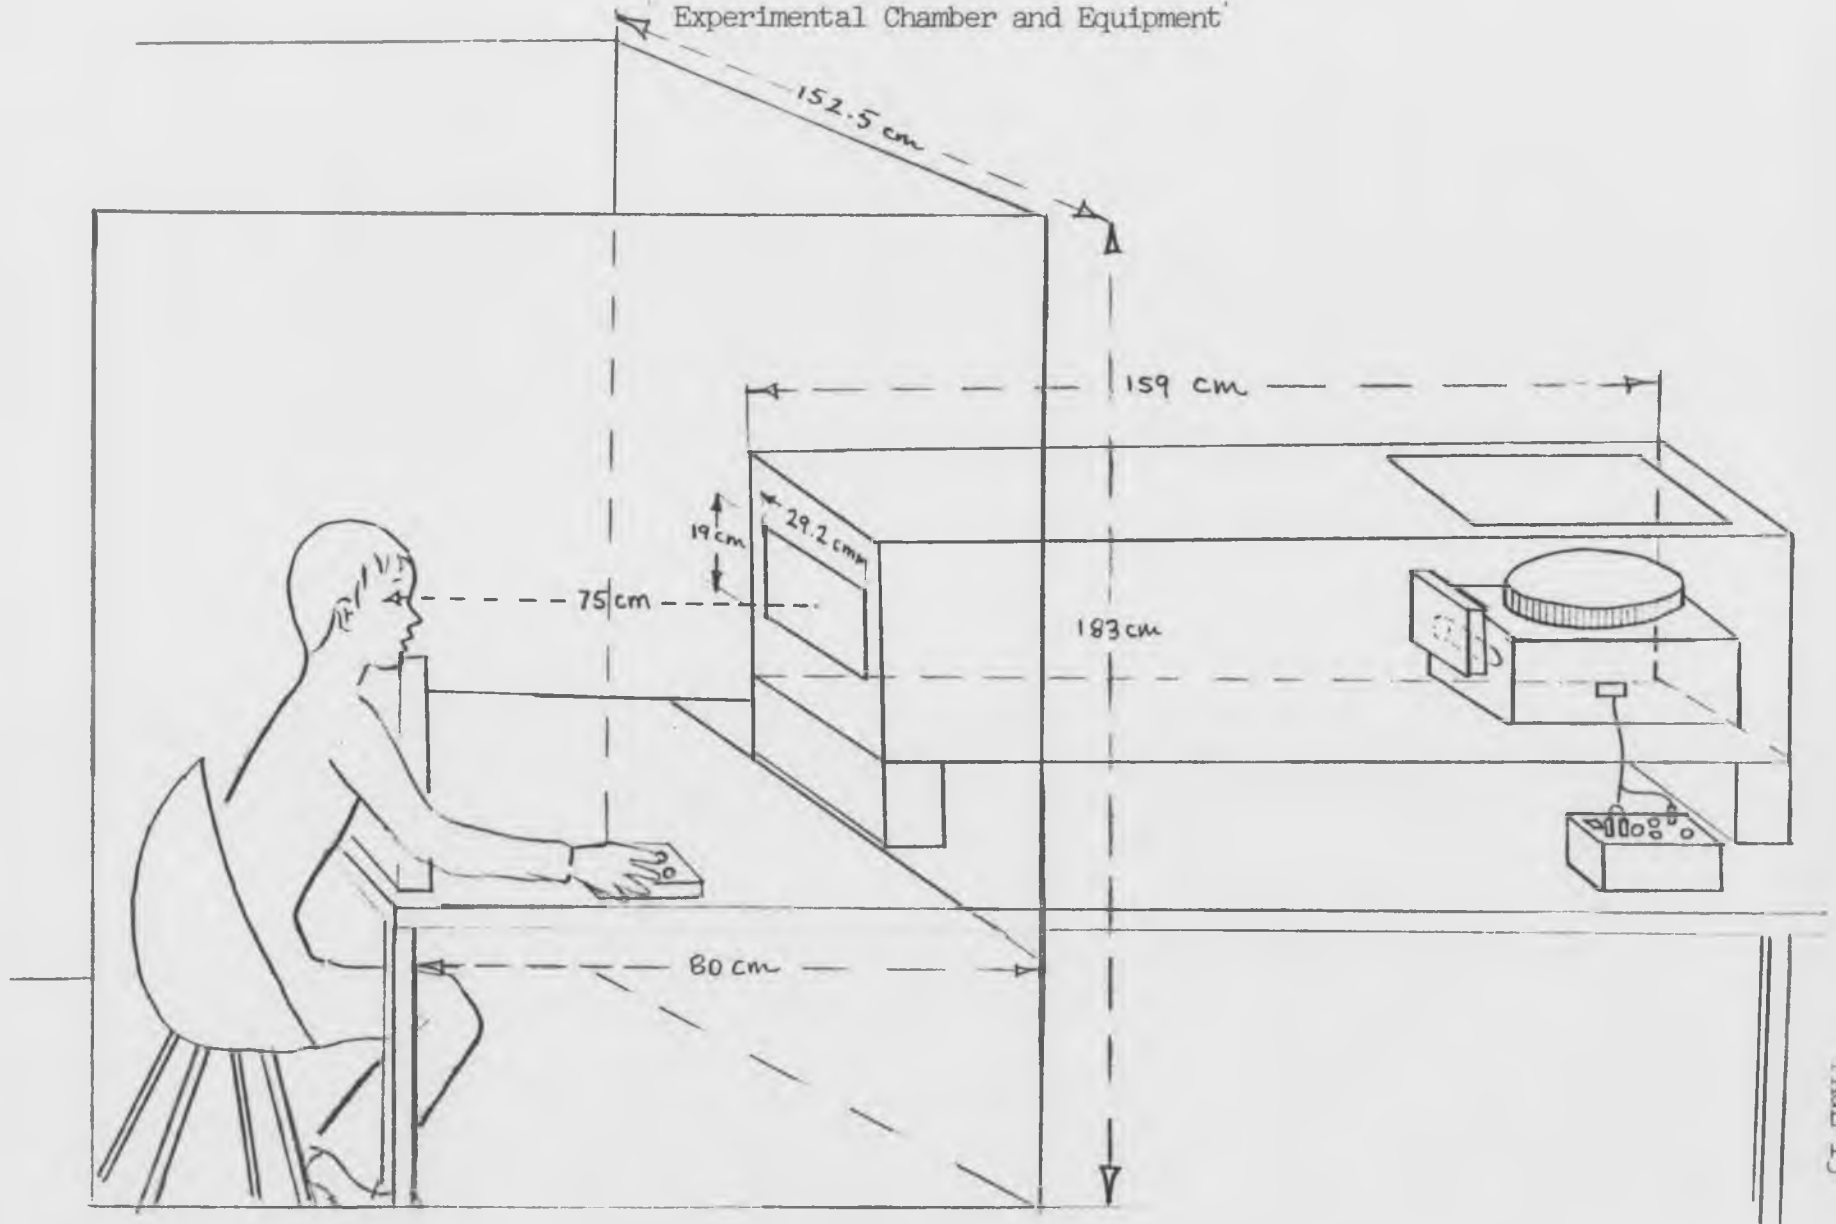 Experimental Chamber and Equipment
152.5 cm
159 cm
19 cm
29.2 cm
75 cm
183 cm
80 cm